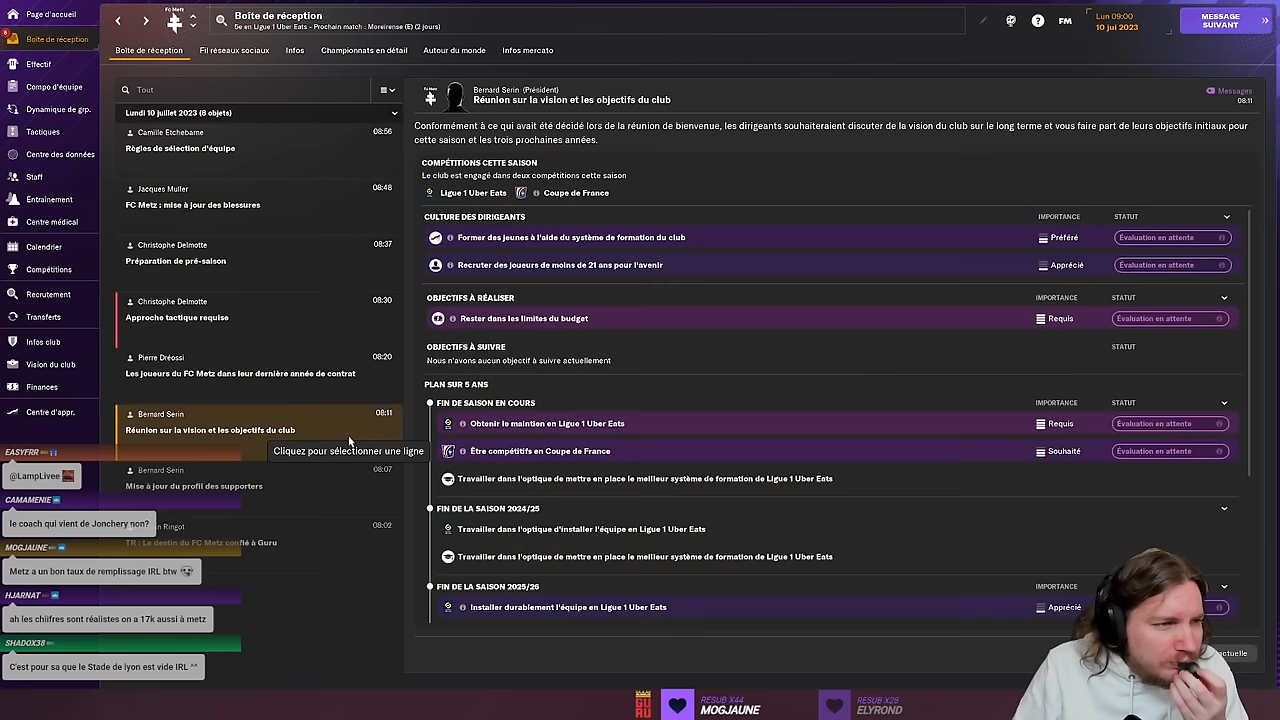 Page d'accueil
6
Boîte de réception
Effectif
Compo d'équipe
Dynamique de grp.
Tactiques
Centre des données
Staff
Entraînement
Centre médical
Calendrier
Compétitions
Recrutement
Transferts
Infos club
Vision du club
Finances
Centre d'appr.
Fc Metz
Boîte de réception
5e en Ligue 1 Uber Eats - Prochain match : Moreirense (E) (2 jours)
FM
Lun 09:00
10 jui 2023
MESSAGE SUIVANT
Boîte de réception
Fil réseaux sociaux
Infos
Championnats en détail
Autour du monde
Infos mercato
Tout
Lundi 10 juillet 2023 (8 objets)
Camille Etchebarne 08:56
Règles de sélection d'équipe
Jacques Muller 08:48
FC Metz : mise à jour des blessures
Christophe Delmotte 08:37
Préparation de pré-saison
Christophe Delmotte 08:30
Approche tactique requise
Pierre Dréossi 08:20
Les joueurs du FC Metz dans leur dernière année de contrat
Bernard Serin 08:11
Réunion sur la vision et les objectifs du club
Cliquez pour sélectionner une ligne
Bernard Serin 08:07
Mise à jour du profil des supporters
Ringot 08:02
TR : Le destin du FC Metz confié à Guru
Fc Metz
Bernard Serin (Président)
Réunion sur la vision et les objectifs du club
Messages
08:11
Conformément à ce qui avait été décidé lors de la réunion de bienvenue, les dirigeants souhaiteraient discuter de la vision du club sur le long terme et vous faire part de leurs objectifs initiaux pour
cette saison et les trois prochaines années.
COMPÉTITIONS CETTE SAISON
Le club est engagé dans deux compétitions cette saison
Ligue 1 Uber Eats
Coupe de France
CULTURE DES DIRIGEANTS IMPORTANCE STATUT
Former des jeunes à l'aide du système de formation du club Préféré Évaluation en attente
Recruter des joueurs de moins de 21 ans pour l'avenir Apprécié Évaluation en attente
OBJECTIFS À RÉALISER IMPORTANCE STATUT
Rester dans les limites du budget Requis Évaluation en attente
OBJECTIFS À SUIVRE STATUT
Nous n'avons aucun objectif à suivre actuellement
PLAN SUR 5 ANS
FIN DE SAISON EN COURS IMPORTANCE STATUT
Obtenir le maintien en Ligue 1 Uber Eats Requis Évaluation en attente
Être compétitifs en Coupe de France Souhaité Évaluation en attente
Travailler dans l'optique de mettre en place le meilleur système de formation de Ligue 1 Uber Eats
FIN DE LA SAISON 2024/25
Travailler dans l'optique d'installer l'équipe en Ligue 1 Uber Eats
Travailler dans l'optique de mettre en place le meilleur système de formation de Ligue 1 Uber Eats
FIN DE LA SAISON 2025/26 IMPORTANCE
Installer durablement l'équipe en Ligue 1 Uber Eats Apprécié
actuelle
EASYFRR
@LampLivee
CAMAMENIE
le coach qui vient de Jonchery non?
MOGJAUNE
Metz a un bon taux de remplissage IRL btw
HJARNAT
ah les chiiffres sont réalistes on a 17k aussi à metz
SHADOX38
C'est pour sa que le Stade de lyon est vide IRL ^^
GURU
RESUB X44
MOGJAUNE
RESUB X28
ELYROND